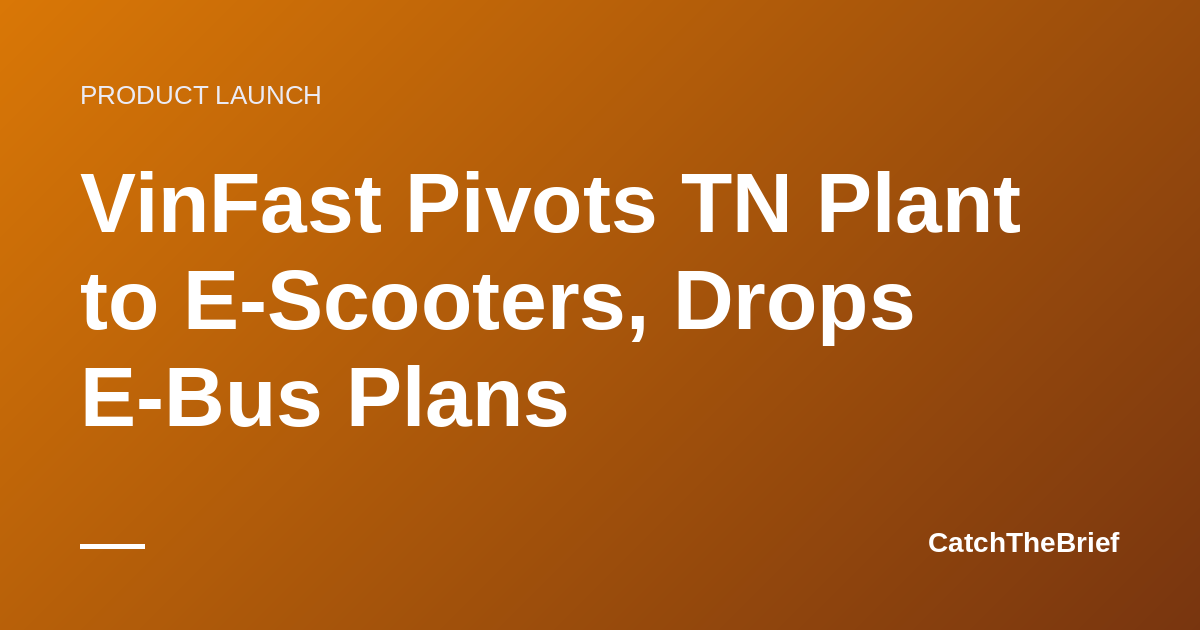 PRODUCT LAUNCH
VinFast Pivots TN Plant
to E-Scooters, Drops
E-Bus Plans
CatchTheBrief